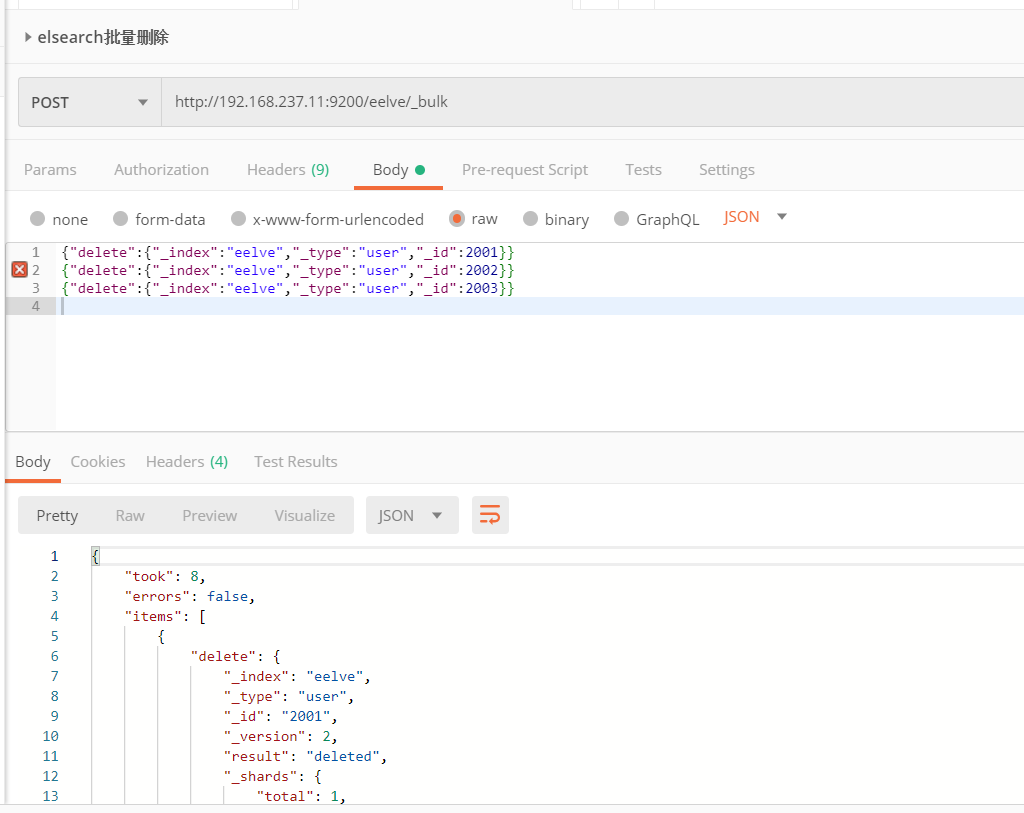 elsearch批量删除
POST http://192.168.237.11:9200/eelve/_bulk
Params Authorization Headers (9) Body Pre-request Script Tests Settings
none form-data x-www-form-urlencoded raw binary GraphQL JSON
1 {"delete":{"_index":"eelve","_type":"user","_id":2001}}
2 {"delete":{"_index":"eelve","_type":"user","_id":2002}}
3 {"delete":{"_index":"eelve","_type":"user","_id":2003}}
4
Body Cookies Headers (4) Test Results
Pretty Raw Preview Visualize JSON
1 {
2 "took": 8,
3 "errors": false,
4 "items": [
5 {
6 "delete": {
7 "_index": "eelve",
8 "_type": "user",
9 "_id": "2001",
10 "_version": 2,
11 "result": "deleted",
12 "_shards": {
13 "total": 1,